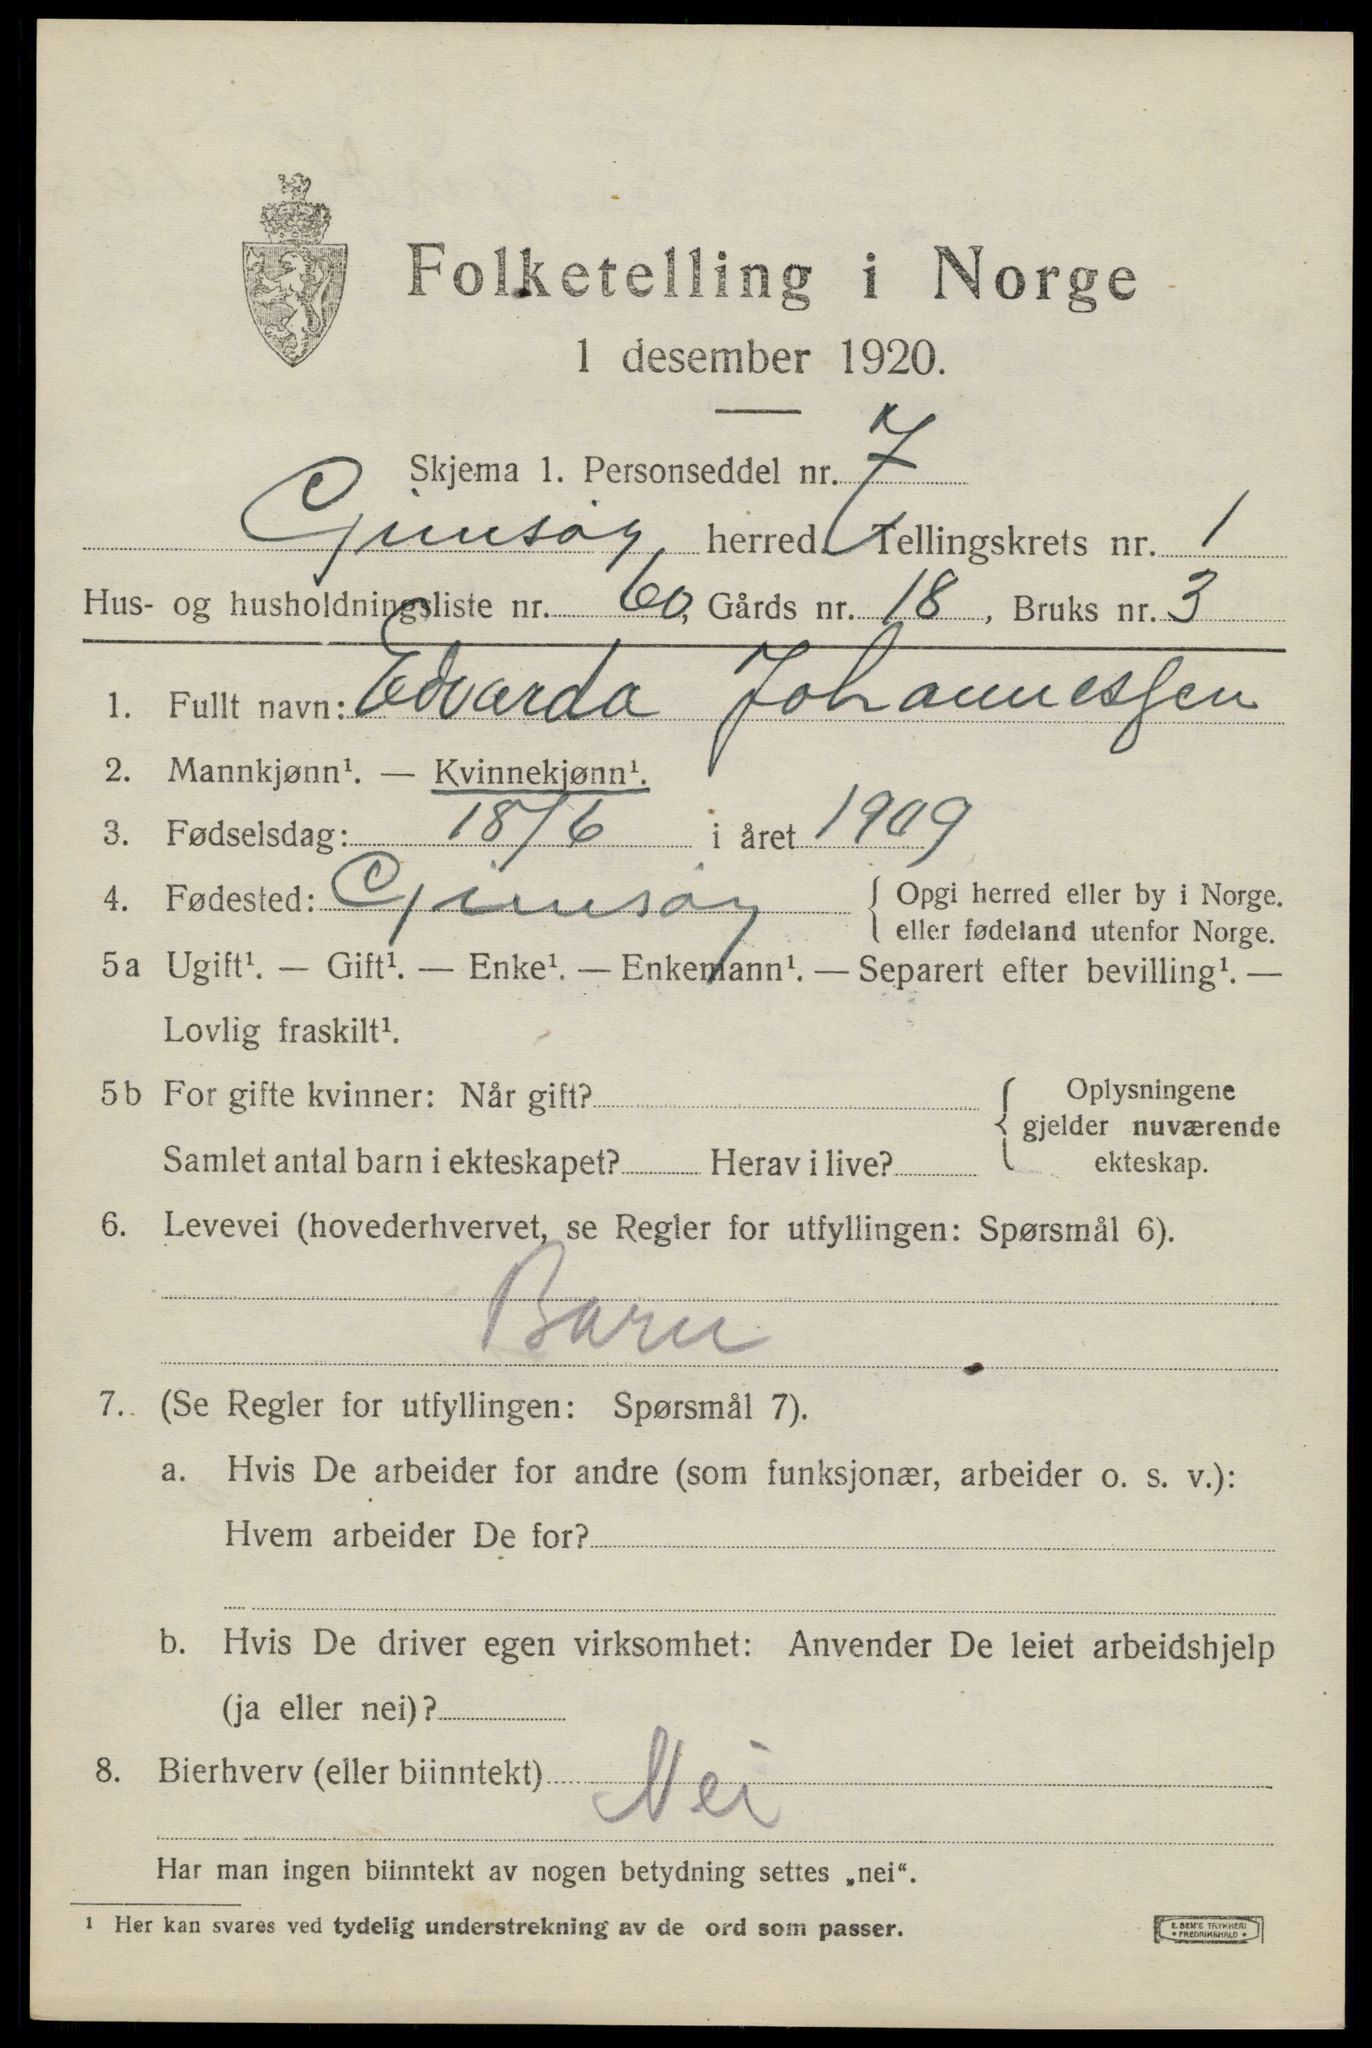 Folketelling i Norge
1 desember 1920.
Skjema 1. Personseddel nr. 7
Gimsøy herred. Tellingskrets nr. 1
Hus- og husholdningsliste nr. 60, Gårds nr. 18, Bruks nr. 3
1. Fullt navn: Edvarda Johannessen
2. Mannkjønn¹. — Kvinnekjønn¹.
3. Fødselsdag: 18/6 i året 1909
4. Fødested: Gimsøy { Opgi herred eller by i Norge.
eller fødeland utenfor Norge.
5a Ugift¹. — Gift¹. — Enke¹. — Enkemann¹. — Separert efter bevilling¹. —
Lovlig fraskilt¹.
5b For gifte kvinner: Når gift?
Samlet antal barn i ekteskapet? Herav i live?
Oplysningene
gjelder nuværende
ekteskap.
6. Levevei (hovederhvervet, se Regler for utfyllingen: Spørsmål 6).
Barn
7. (Se Regler for utfyllingen: Spørsmål 7).
a. Hvis De arbeider for andre (som funksjonær, arbeider o. s. v.):
Hvem arbeider De for?
b. Hvis De driver egen virksomhet: Anvender De leiet arbeidshjelp
(ja eller nei)?
8. Bierhverv (eller biinntekt) Nei
Har man ingen biinntekt av nogen betydning settes „nei“.
¹ Her kan svares ved tydelig understrekning av de ord som passer.
E. SEM'S TRYKKERI
• FREDRIKSHALD •